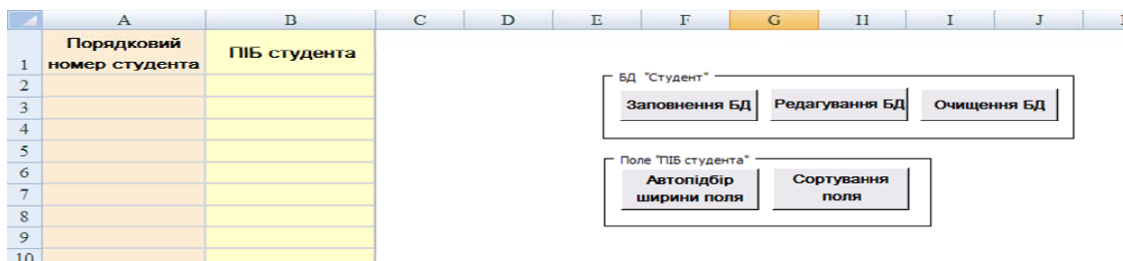 A B C D E F G H I J
Порядковий
номер студента
ПІБ студента
1
2
3
4
5
6
7
8
9
10
БД "Студент"
Заповнення БД Редагування БД Очищення БД
Поле "ПІБ студента"
Автопідбір
ширини поля
Сортування
поля